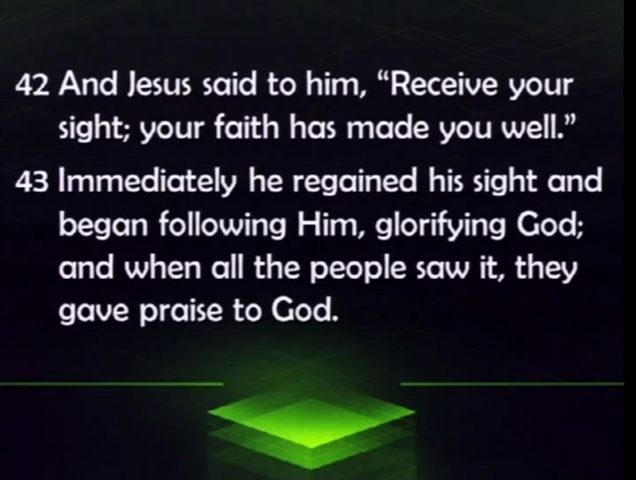 42 And Jesus said to him, “Receive your
sight; your faith has made you well.”
43 Immediately he regained his sight and
began following Him, glorifying God;
and when all the people saw it, they
gave praise to God.